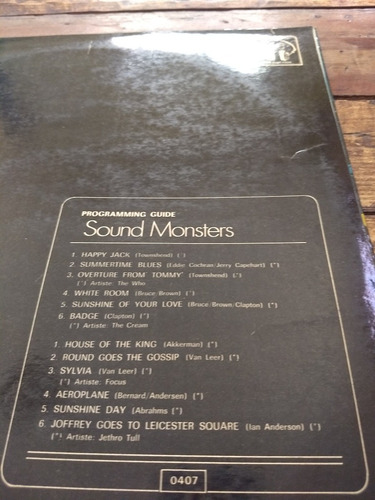 PROGRAMMING GUIDE
Sound Monsters
1. HAPPY JACK (Townshend) (*)
2. SUMMERTIME BLUES (Eddie Cochran/Jerry Capehart) (*)
3. OVERTURE FROM 'TOMMY' (Townshend) (*)
(*) Artiste: The Who
4. WHITE ROOM (Bruce/Brown) (*)
5. SUNSHINE OF YOUR LOVE (Bruce/Brown/Clapton) (*)
6. BADGE (Clapton) (*)
(*) Artiste: The Cream
1. HOUSE OF THE KING (Akkerman) (*)
2. ROUND GOES THE GOSSIP (Van Leer) (*)
3. SYLVIA (Van Leer) (*)
(*) Artiste: Focus
4. AEROPLANE (Bernard/Andersen) (*)
5. SUNSHINE DAY (Abrahms (*)
6. JOFFREY GOES TO LEICESTER SQUARE (Ian Anderson) (*)
(*) Artiste: Jethro Tull
0407